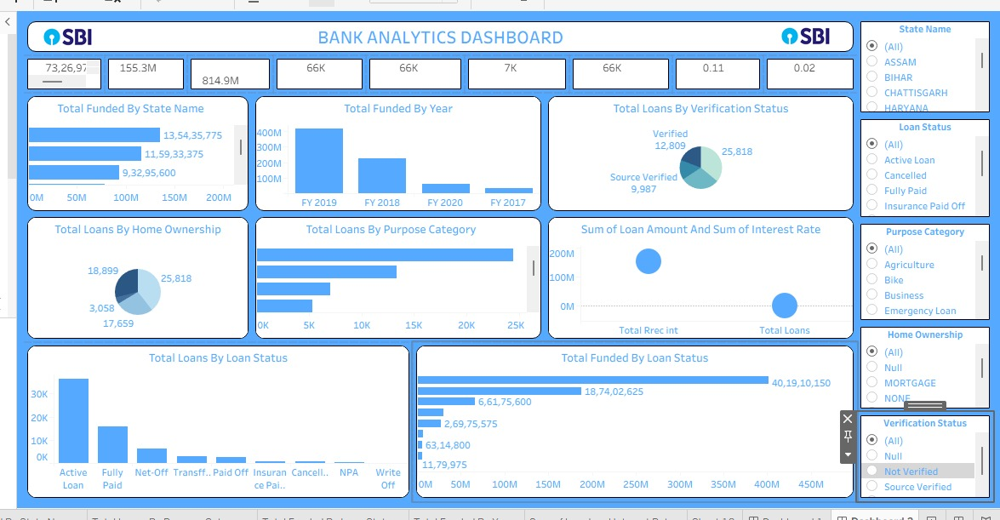 SBI
BANK ANALYTICS DASHBOARD
SBI
73,26,97
155.3M
814.9M
66K
66K
7K
66K
0.11
0.02
Total Funded By State Name
13,54,35,775
11,59,33,375
9,32,95,600
0M 50M 100M 150M 200M
Total Funded By Year
400M
300M
200M
100M
FY 2019 FY 2018 FY 2020 FY 2017
Total Loans By Verification Status
Verified
12,809
25,818
Source Verified
9,987
Total Loans By Home Ownership
18,899
25,818
3,058
17,659
Total Loans By Purpose Category
0K 5K 10K 15K 20K 25K
Sum of Loan Amount And Sum of Interest Rate
200M
100M
0M
Total Rrec int Total Loans
Total Loans By Loan Status
30K
20K
10K
0K
Active Fully Net-Off Transff.. Paid Off Insuran Cancell.. NPA Write
Loan Paid ce Pai.. Off
Total Funded By Loan Status
40,19,10,150
18,74,02,625
6,61,75,600
2,69,75,575
63,14,800
11,79,975
0M 50M 100M 150M 200M 250M 300M 350M 400M 450M
State Name
(All)
ASSAM
BIHAR
CHATTISGARH
HARYANA
Loan Status
(All)
Active Loan
Cancelled
Fully Paid
Insurance Paid Off
Purpose Category
(All)
Agriculture
Bike
Business
Emergency Loan
Home Ownership
(All)
Null
MORTGAGE
NONE
Verification Status
(All)
Null
Not Verified
Source Verified